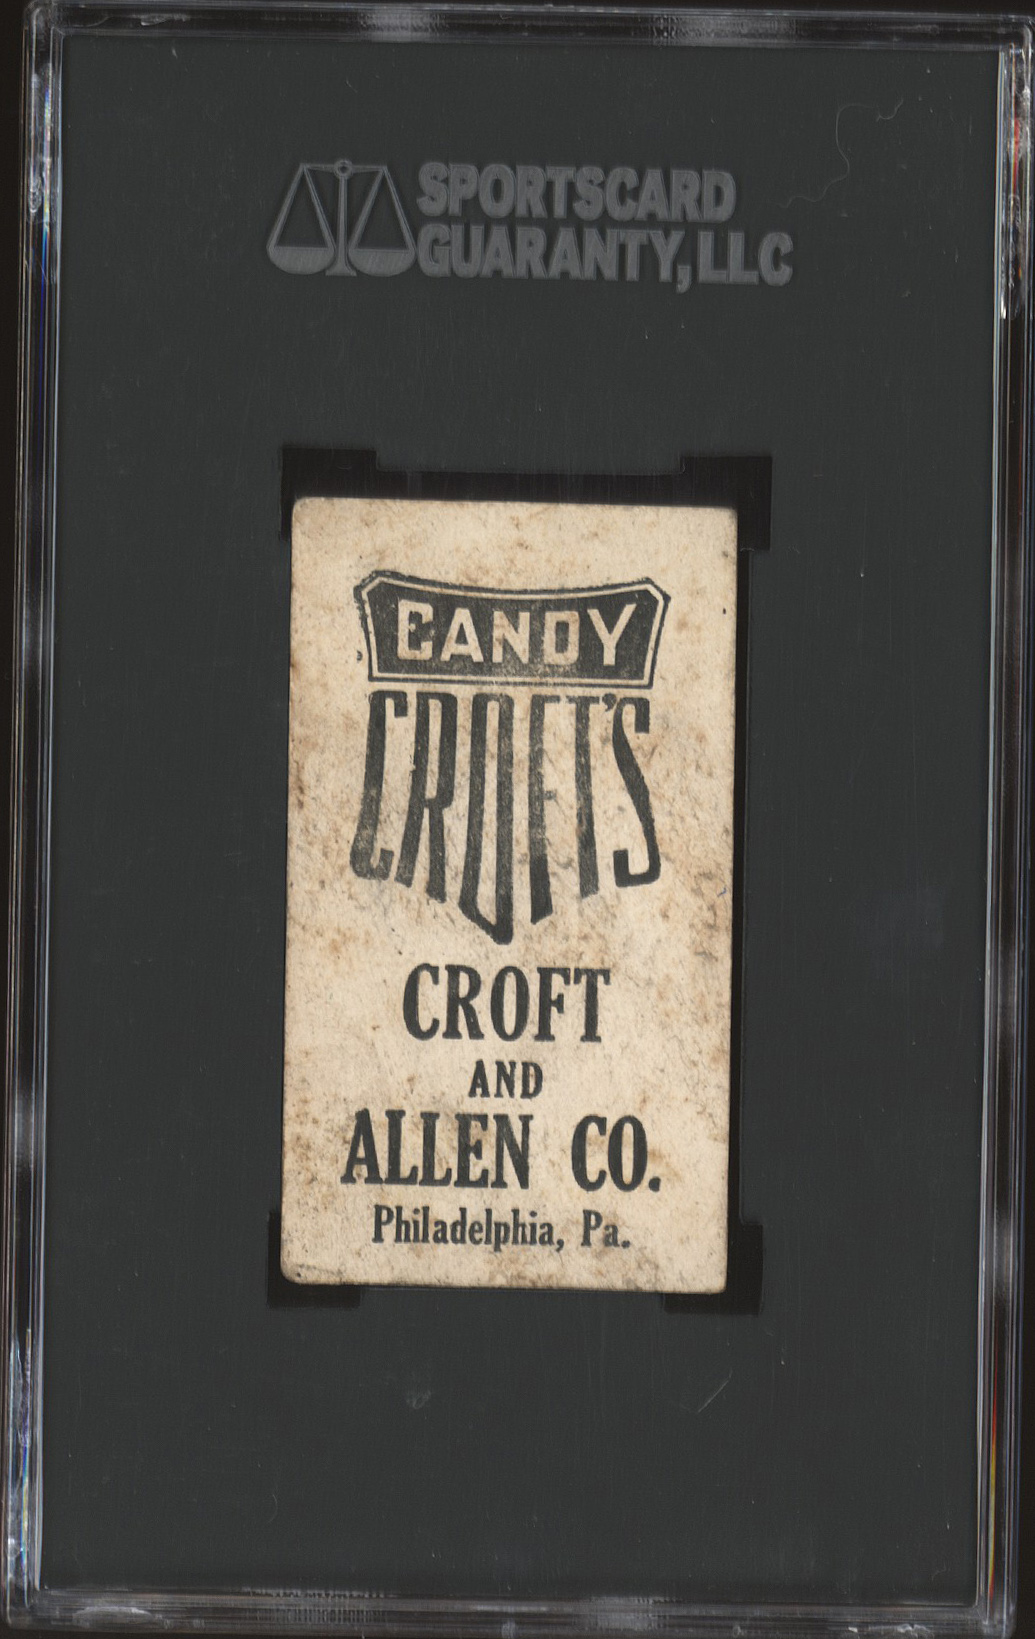 SPORTSCARD
GUARANTY, LLC
CANDY
CROFT'S
CROFT
AND
ALLEN CO.
Philadelphia, Pa.